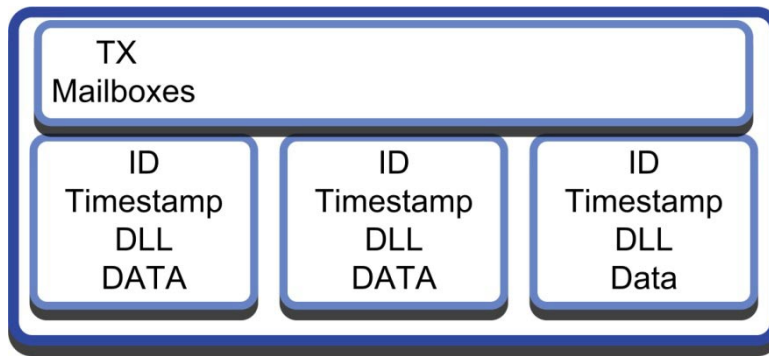 TX
Mailboxes
ID
Timestamp
DLL
DATA
ID
Timestamp
DLL
DATA
ID
Timestamp
DLL
Data